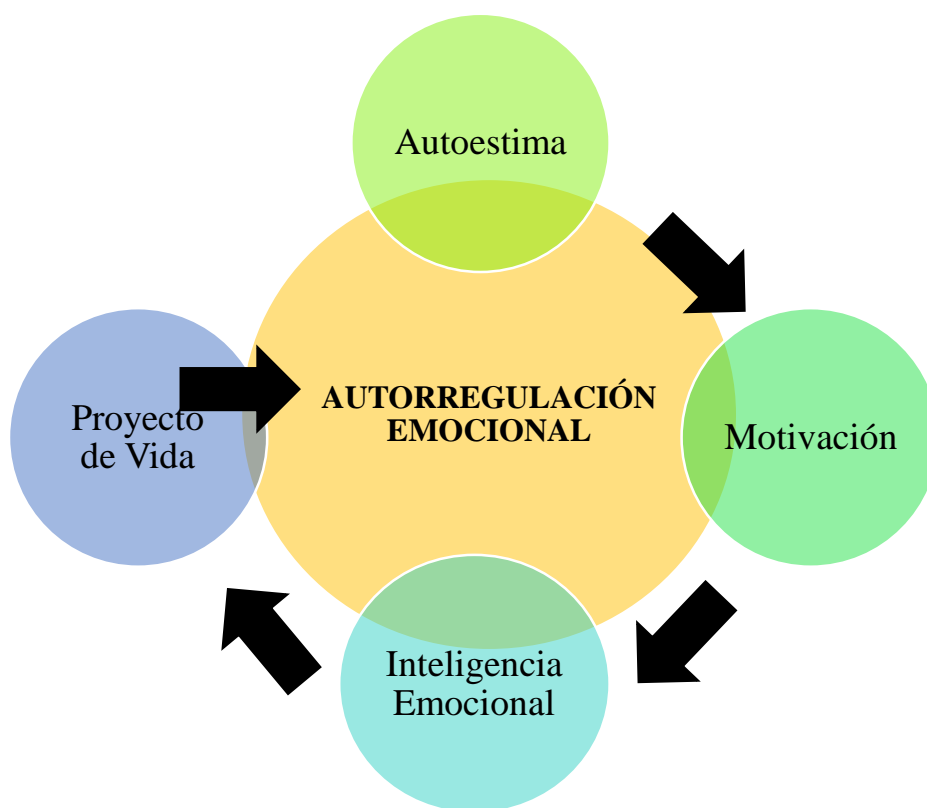 Autoestima
AUTORREGULACIÓN
EMOCIONAL
Proyecto
de Vida
Motivación
Inteligencia
Emocional